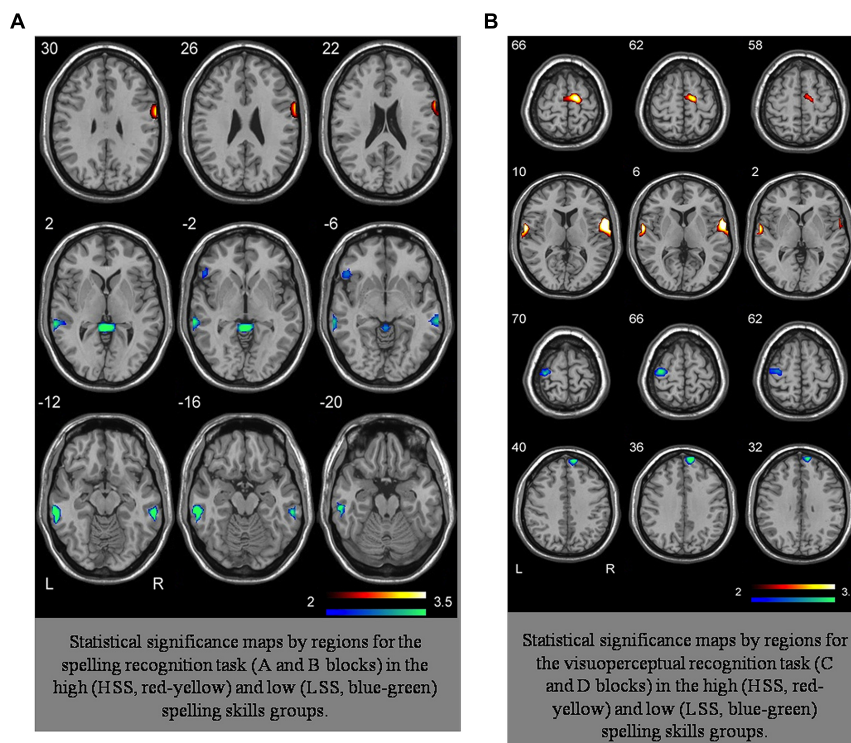 A
30 26 22
2 -2 -6
-12 -16 -20
L R
2 3.5
Statistical significance maps by regions for the
spelling recognition task (A and B blocks) in the
high (HSS, red-yellow) and low (LSS, blue-green)
spelling skills groups.
B
66 62 58
10 6 2
70 66 62
40 36 32
L R
2 3.
Statistical significance maps by regions for
the visuoperceptual recognition task (C
and D blocks) in the high (HSS, red-
yellow) and low (LSS, blue-green)
spelling skills groups.